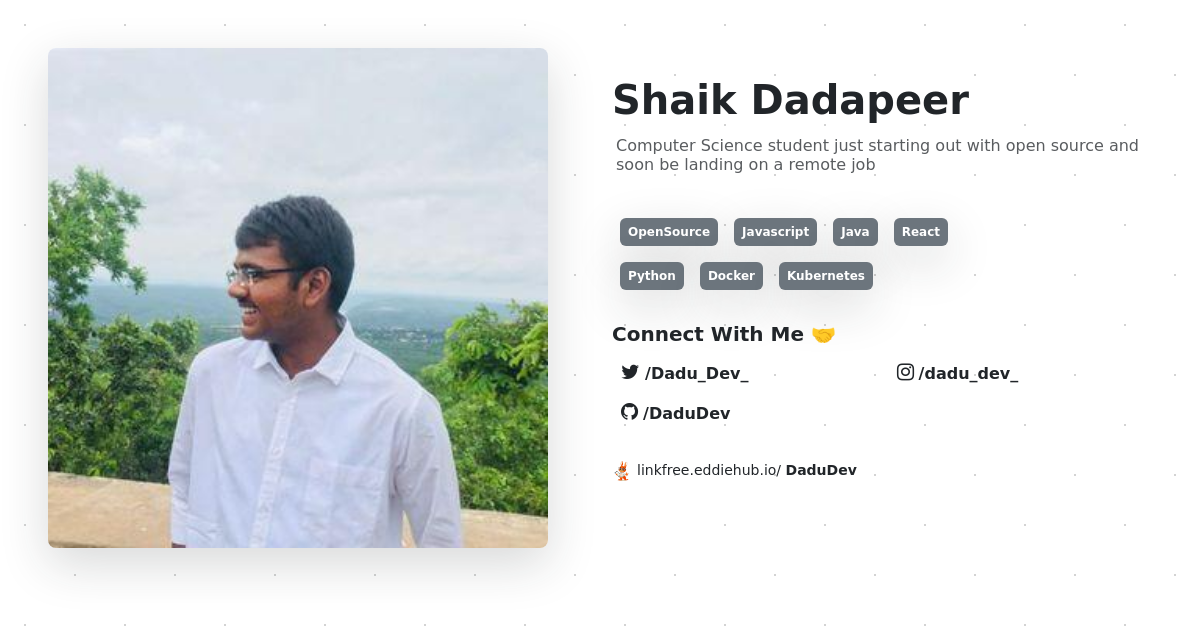 Shaik Dadapeer
Computer Science student just starting out with open source and
soon be landing on a remote job
OpenSource Javascript Java React
Python Docker Kubernetes
Connect With Me 🤝
/Dadu_Dev_ /dadu_dev_
/DaduDev
linkfree.eddiehub.io/ DaduDev